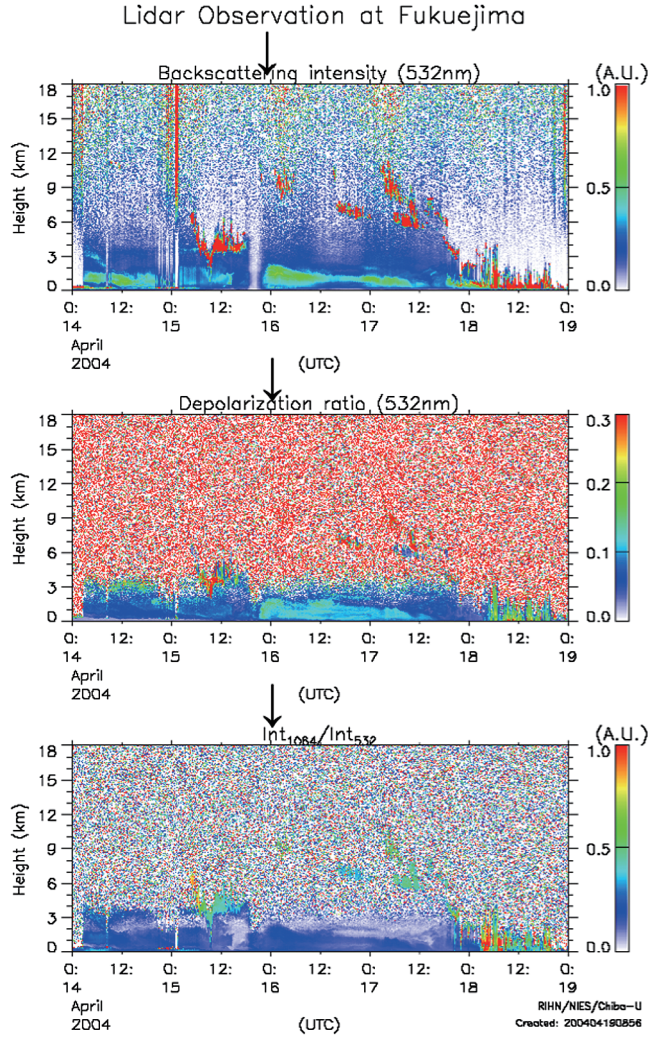 Lidar Observation at Fukuejima
Backscattering intensity (532nm) (A.U.)
18 1.0
15
12
9 0.5
6
3
0 0.0
Height (km)
0: 12: 0: 12: 0: 12: 0: 12: 0: 12: 0:
14 15 16 17 18 19
April
2004 (UTC)
Depolarization ratio (532nm)
18 0.3
15
12 0.2
9
6 0.1
3
0 0.0
Height (km)
0: 12: 0: 12: 0: 12: 0: 12: 0: 12: 0:
14 15 16 17 18 19
April
2004 (UTC)
Int1064/Int532 (A.U.)
18 1.0
15
12
9 0.5
6
3
0 0.0
Height (km)
0: 12: 0: 12: 0: 12: 0: 12: 0: 12: 0:
14 15 16 17 18 19
April RIHN/NIES/Chiba-U
2004 (UTC) Created: 200404190856